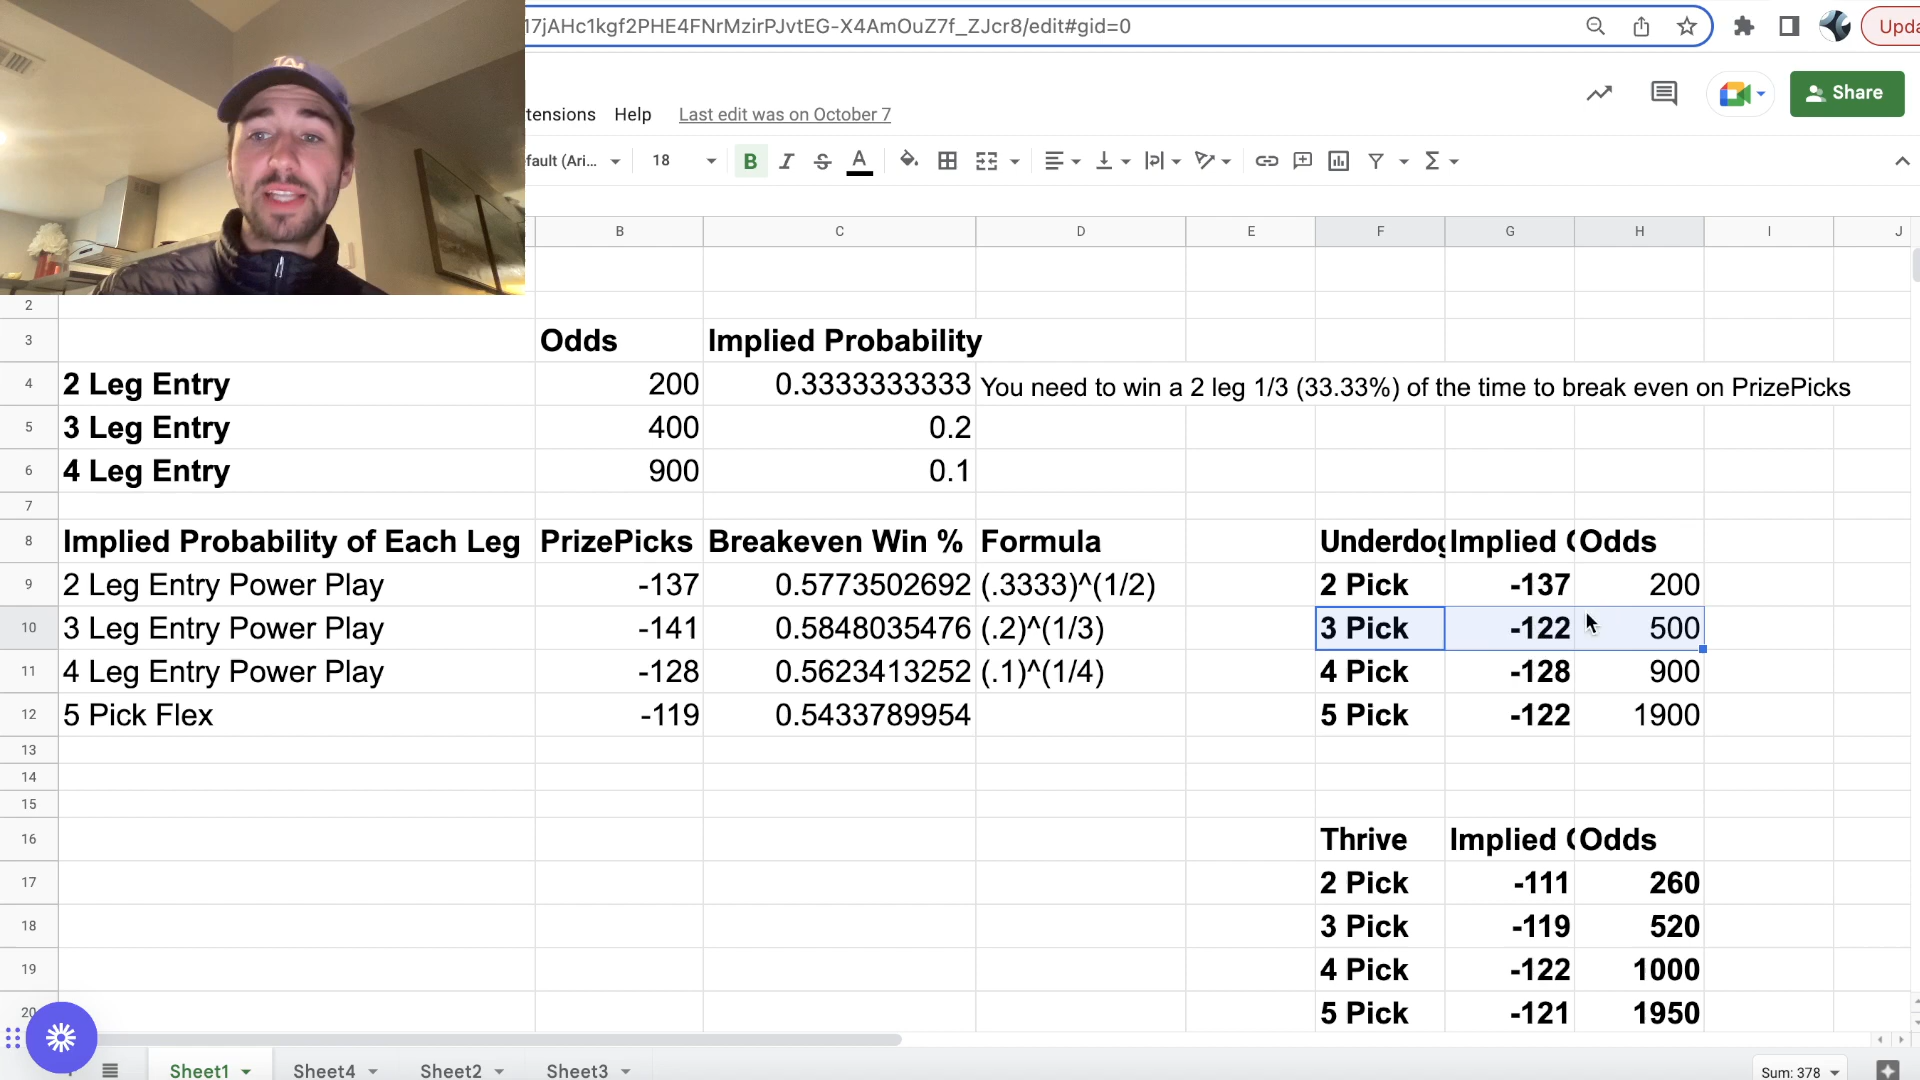 17jAHc1kgf2PHE4FNrMzirPJvtEG-X4AmOuZ7f_ZJcr8/edit#gid=0
Upda
tensions Help Last edit was on October 7
Share
fault (Ari... 18 B I S A
B C D E F G H I J
2
3 Odds Implied Probability
4 2 Leg Entry 200 0.3333333333 You need to win a 2 leg 1/3 (33.33%) of the time to break even on PrizePicks
5 3 Leg Entry 400 0.2
6 4 Leg Entry 900 0.1
7
8 Implied Probability of Each Leg PrizePicks Breakeven Win % Formula Underdog Implied ( Odds
9 2 Leg Entry Power Play -137 0.5773502692 (.3333)^(1/2) 2 Pick -137 200
10 3 Leg Entry Power Play -141 0.5848035476 (.2)^(1/3) 3 Pick -122 500
11 4 Leg Entry Power Play -128 0.5623413252 (.1)^(1/4) 4 Pick -128 900
12 5 Pick Flex -119 0.5433789954 5 Pick -122 1900
13
14
15
16 Thrive Implied ( Odds
17 2 Pick -111 260
18 3 Pick -119 520
19 4 Pick -122 1000
20 5 Pick -121 1950
Sheet1 Sheet4 Sheet2 Sheet3 Sum: 378